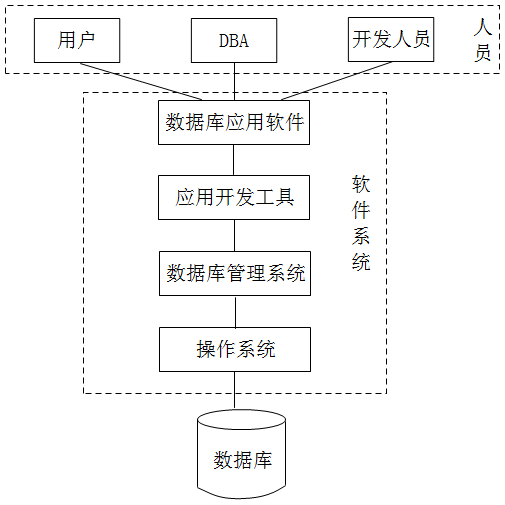 用户
DBA
开发人员
人员
数据库应用软件
应用开发工具
软件系统
数据库管理系统
操作系统
数据库